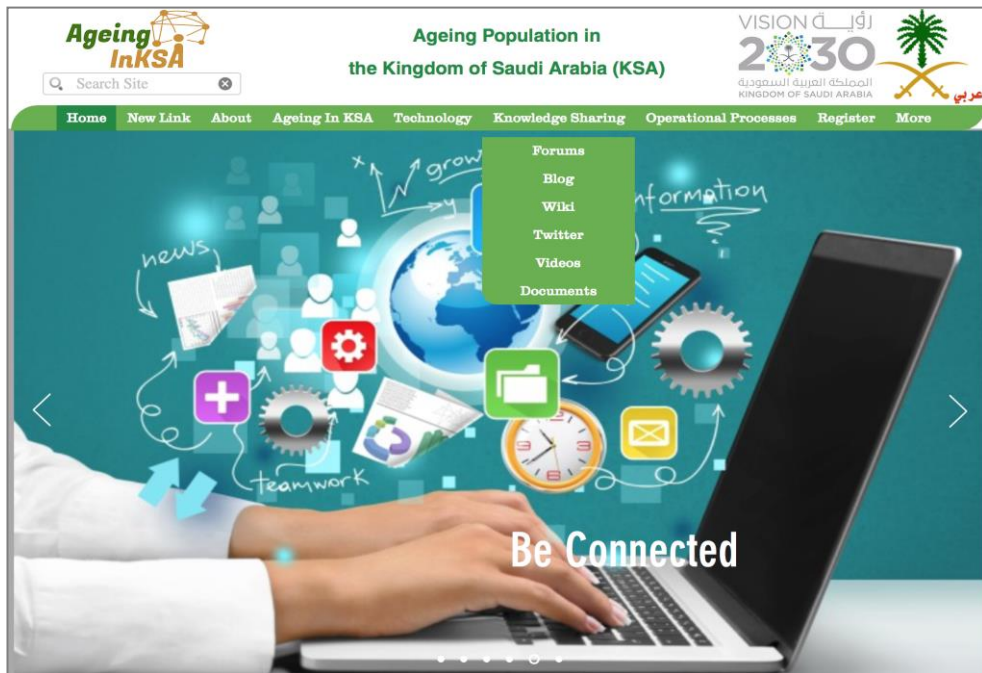 Ageing
InKSA
Search Site
Ageing Population in
the Kingdom of Saudi Arabia (KSA)
VISION رؤيــة
2030
المملكة العربية السعودية
KINGDOM OF SAUDI ARABIA
عربي
Home New Link About Ageing In KSA Technology Knowledge Sharing Operational Processes Register More
Forums
Blog
Wiki
Twitter
Videos
Documents
x
y
grow
information
news
teamwork
Be Connected